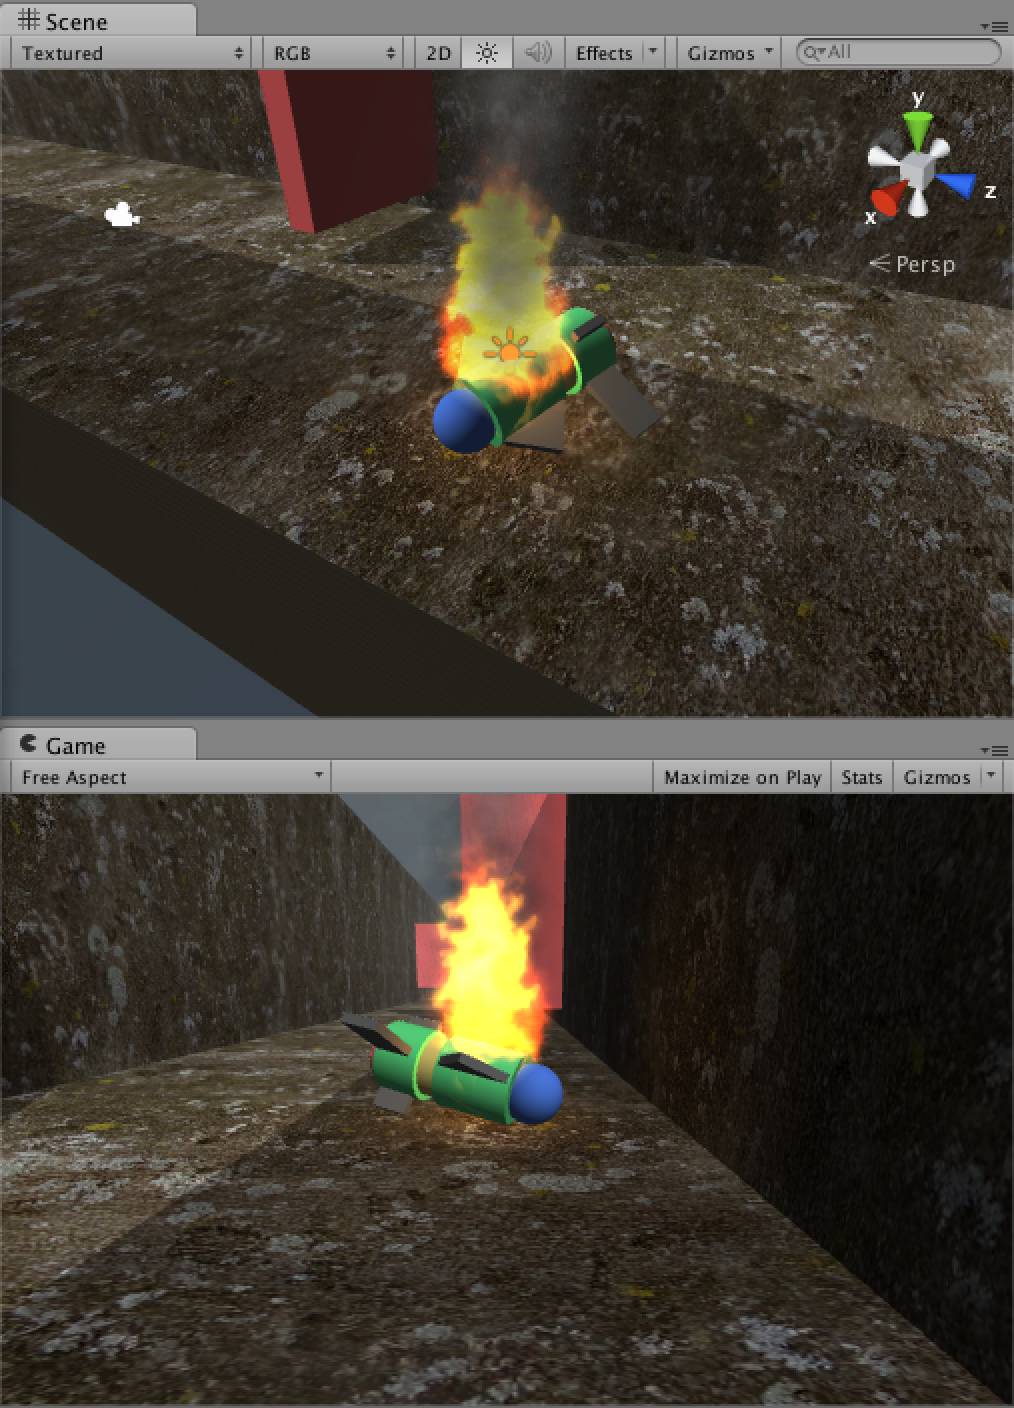 Scene
Textured RGB 2D Effects Gizmos All
y
z
x
Persp
Game
Free Aspect Maximize on Play Stats Gizmos